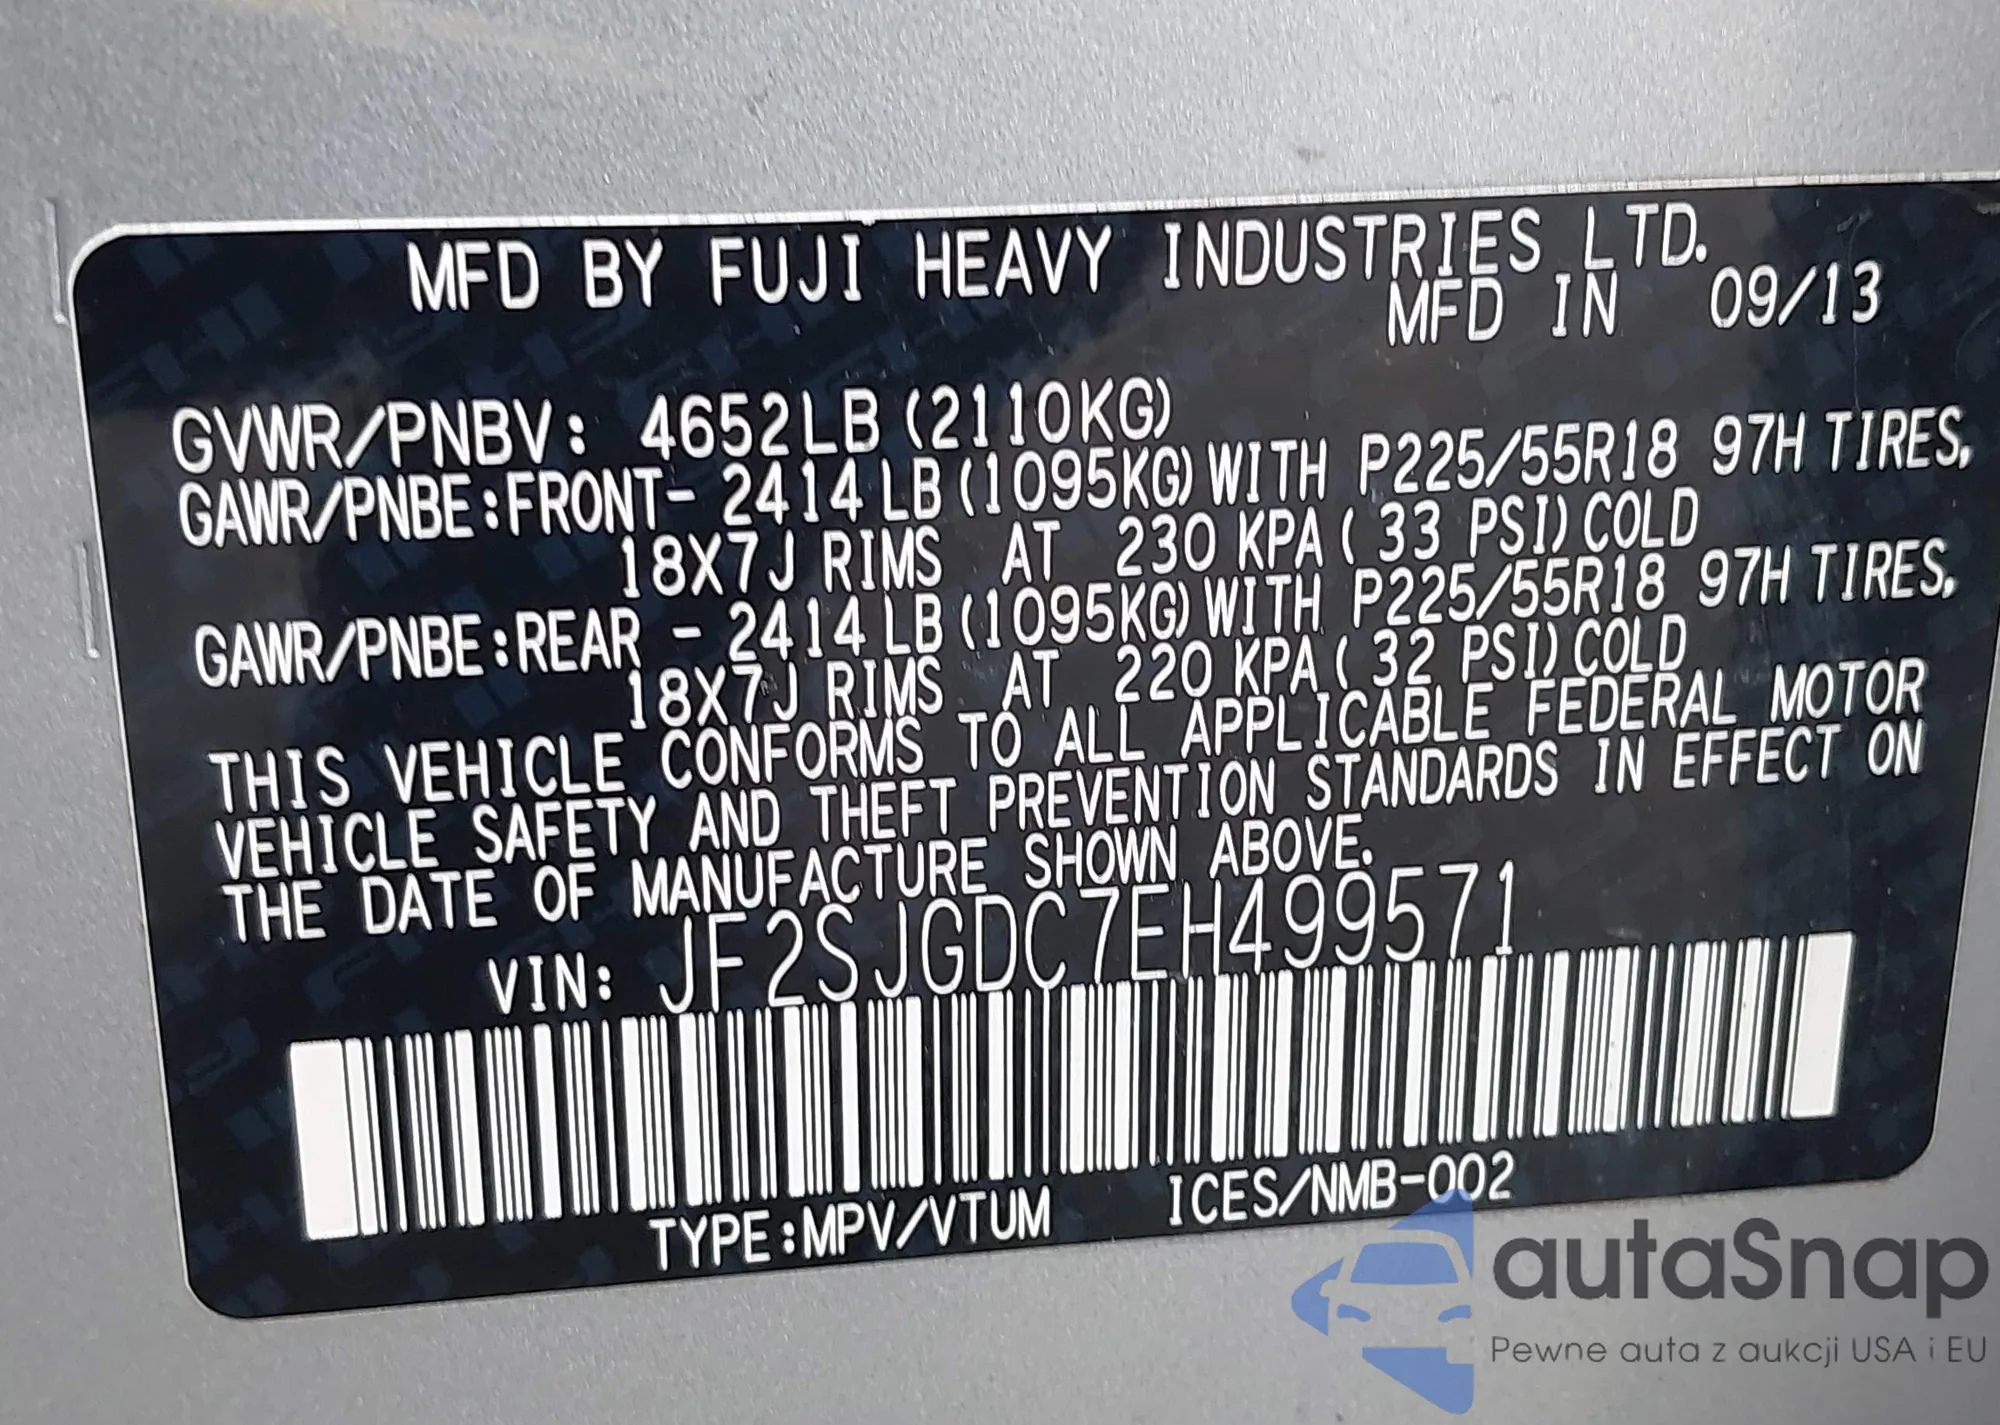 MFD BY FUJI HEAVY INDUSTRIES LTD.
MFD IN 09/13
GVWR/PNBV: 4652LB (2110KG)
GAWR/PNBE:FRONT- 2414 LB (1095KG) WITH P225/55R18 97H TIRES,
18X7J RIMS AT 230 KPA ( 33 PSI) COLD
GAWR/PNBE:REAR - 2414 LB (1095KG) WITH P225/55R18 97H TIRES,
18X7J RIMS AT 220 KPA ( 32 PSI) COLD
THIS VEHICLE CONFORMS TO ALL APPLICABLE FEDERAL MOTOR
VEHICLE SAFETY AND THEFT PREVENTION STANDARDS IN EFFECT ON
THE DATE OF MANUFACTURE SHOWN ABOVE.
VIN: JF2SJGDC7EH499571
TYPE:MPV/VTUM ICES/NMB-002
autaSnap
Pewne auta z aukcji USA i EU